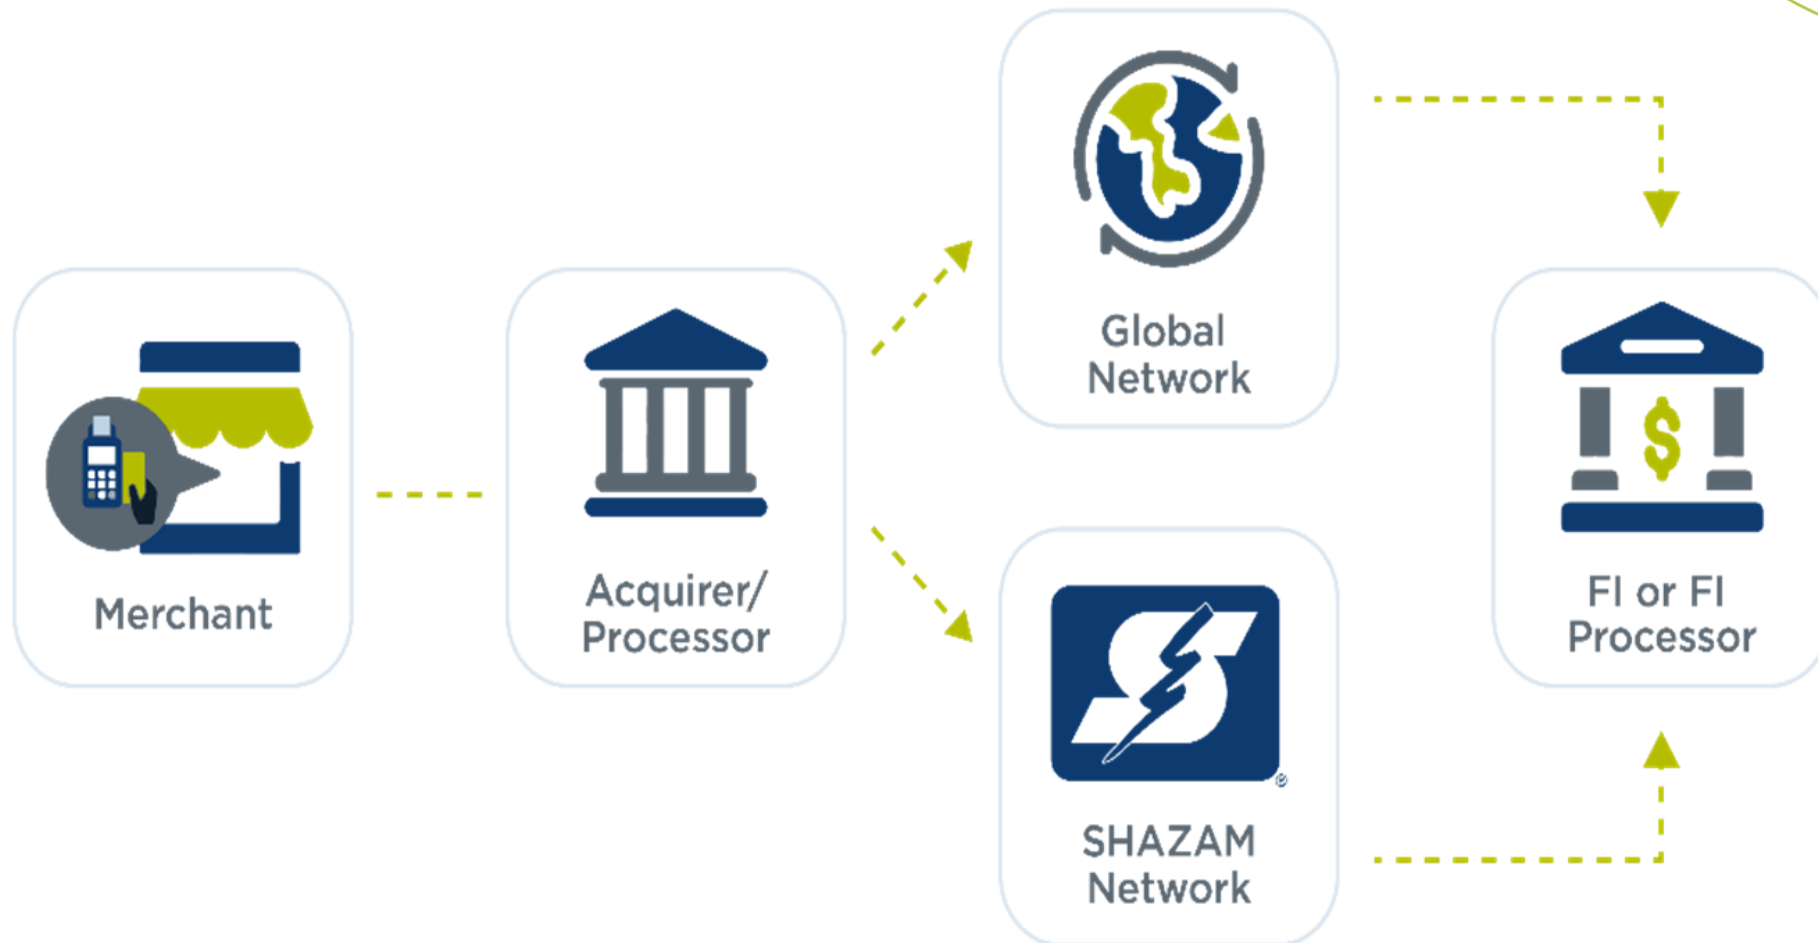 Merchant
Acquirer/
Processor
Global
Network
SHAZAM
Network
®
FI or FI
Processor